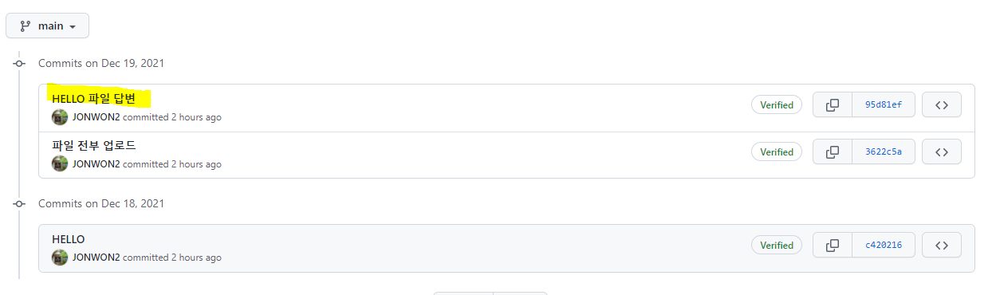 main
Commits on Dec 19, 2021
HELLO 파일 답변
Verified
95d81ef
JONWON2 committed 2 hours ago
파일 전부 업로드
Verified
3622c5a
JONWON2 committed 2 hours ago
Commits on Dec 18, 2021
HELLO
Verified
c420216
JONWON2 committed 2 hours ago